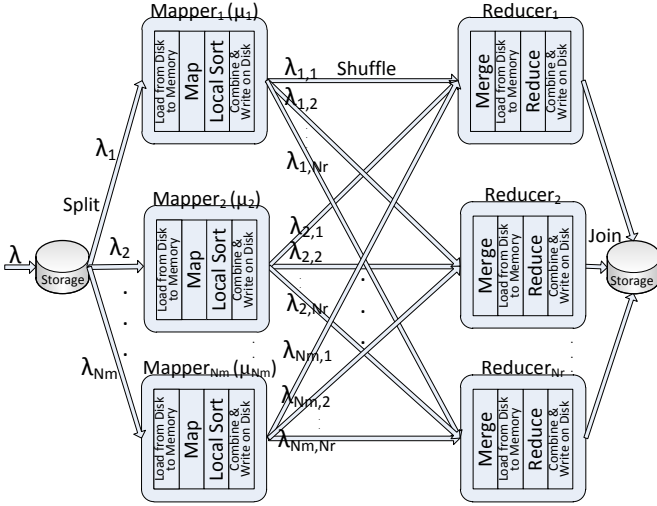 Mapper₁ (μ₁)
Load from Disk
to Memory
Map
Local Sort
Combine &
Write on Disk
Reducer₁
Merge
Load from Disk
to Memory
Reduce
Combine &
Write on Disk
λ₁,₁
Shuffle
λ₁,₂
λ₁,Nr
λ₁
Split
Mapper₂ (μ₂)
Load from Disk
to Memory
Map
Local Sort
Combine &
Write on Disk
Reducer₂
Merge
Load from Disk
to Memory
Reduce
Combine &
Write on Disk
λ
Storage
λ₂
λ₂,₁
λ₂,₂
λ₂,Nr
Join
Storage
λNm
MapperNm (μNm)
Load from Disk
to Memory
Map
Local Sort
Combine &
Write on Disk
λNm,₁
λNm,₂
λNm,Nr
ReducerNr
Merge
Load from Disk
to Memory
Reduce
Combine &
Write on Disk